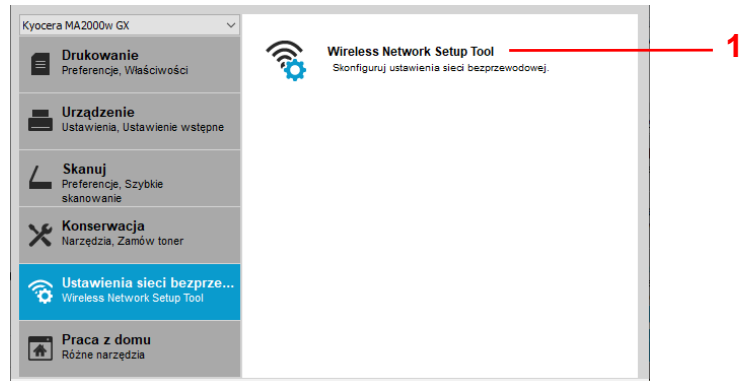 Kyocera MA2000w GX
Drukowanie
Preferencje, Właściwości
Urządzenie
Ustawienia, Ustawienie wstępne
Skanuj
Preferencje, Szybkie
skanowanie
Konserwacja
Narzędzia, Zamów toner
Ustawienia sieci bezprze...
Wireless Network Setup Tool
Praca z domu
Różne narzędzia
Wireless Network Setup Tool
Skonfiguruj ustawienia sieci bezprzewodowej.
1